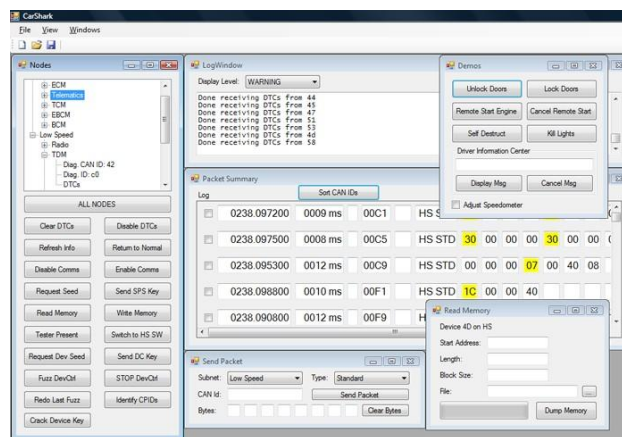 CarShark
File View Windows
Nodes
ECM
Telematics
TCM
EBCM
BCM
Low Speed
Radio
TDM
Diag. CAN ID: 42
Diag. ID: c0
DTCs
ALL NODES
Clear DTCs Disable DTCs
Refresh Info Return to Normal
Disable Comms Enable Comms
Request Seed Send SPS Key
Read Memory Write Memory
Tester Present Switch to HS SW
Request Dev Seed Send DC Key
Fuzz DevCtrl STOP DevCtrl
Redo Last Fuzz Identify CPIDs
Crack Device Key
LogWindow
Display Level: WARNING
Done receiving DTCs from 44
Done receiving DTCs from 45
Done receiving DTCs from 47
Done receiving DTCs from 51
Done receiving DTCs from 53
Done receiving DTCs from 4d
Done receiving DTCs from 58
Demos
Unlock Doors Lock Doors
Remote Start Engine Cancel Remote Start
Self Destruct Kill Lights
Driver Information Center
Display Msg Cancel Msg
Adjust Speedometer
Packet Summary
Log Sort CAN IDs
0238.097200 0009 ms 00C1 HS STD
0238.097500 0008 ms 00C5 HS STD 30 00 00 00 30 00 00
0238.095300 0012 ms 00C9 HS STD 00 00 00 07 00 40 08
0238.098800 0010 ms 00F1 HS STD 1C 00 00 40
0238.090800 0012 ms 00F9 H
Send Packet
Subnet: Low Speed Type: Standard
CAN Id: Send Packet
Bytes: Clear Bytes
Read Memory
Device 4D on HS
Start Address:
Length:
Block Size:
File: ...
Dump Memory